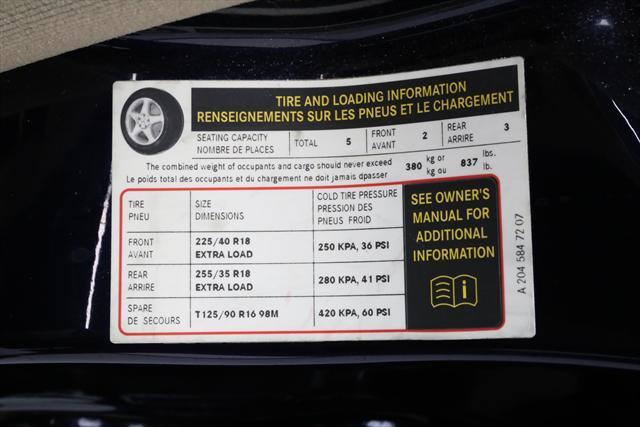 TIRE AND LOADING INFORMATION
RENSEIGNEMENTS SUR LES PNEUS ET LE CHARGEMENT
SEATING CAPACITY
NOMBRE DE PLACES
TOTAL 5
FRONT
AVANT 2
REAR
ARRIERE 3
The combined weight of occupants and cargo should never exceed
Le poids total des occupants et du chargement ne doit jamais dpasser
380 kg or
kg ou
837 lbs.
lb.
TIRE
PNEU
SIZE
DIMENSIONS
COLD TIRE PRESSURE
PRESSION DES
PNEUS FROID
FRONT
AVANT
225/40 R18
EXTRA LOAD
250 KPA, 36 PSI
REAR
ARRIERE
255/35 R18
EXTRA LOAD
280 KPA, 41 PSI
SPARE
DE SECOURS
T125/90 R16 98M
420 KPA, 60 PSI
SEE OWNER'S
MANUAL FOR
ADDITIONAL
INFORMATION
A 204 584 72 07